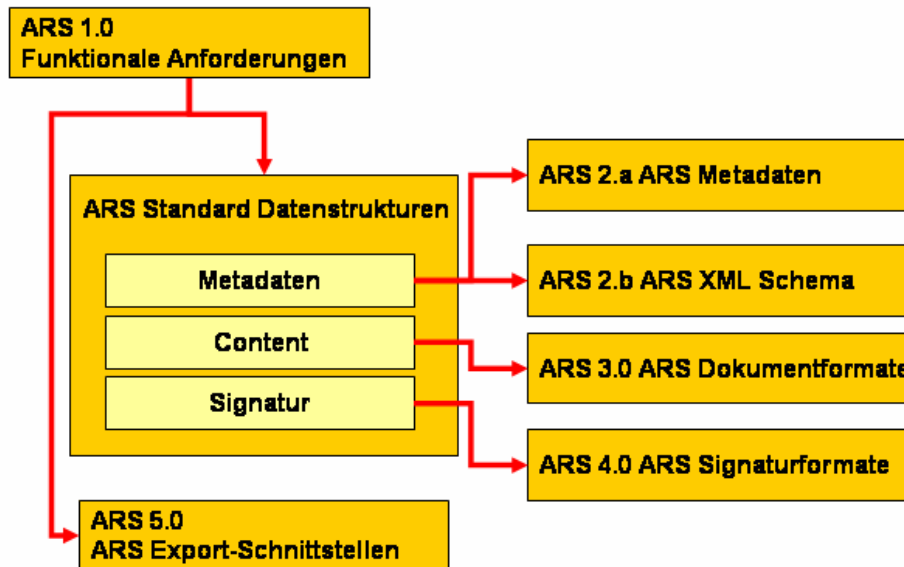 ARS 1.0
Funktionale Anforderungen
ARS Standard Datenstrukturen
Metadaten
Content
Signatur
ARS 2.a ARS Metadaten
ARS 2.b ARS XML Schema
ARS 3.0 ARS Dokumentformate
ARS 4.0 ARS Signaturformate
ARS 5.0
ARS Export-Schnittstellen